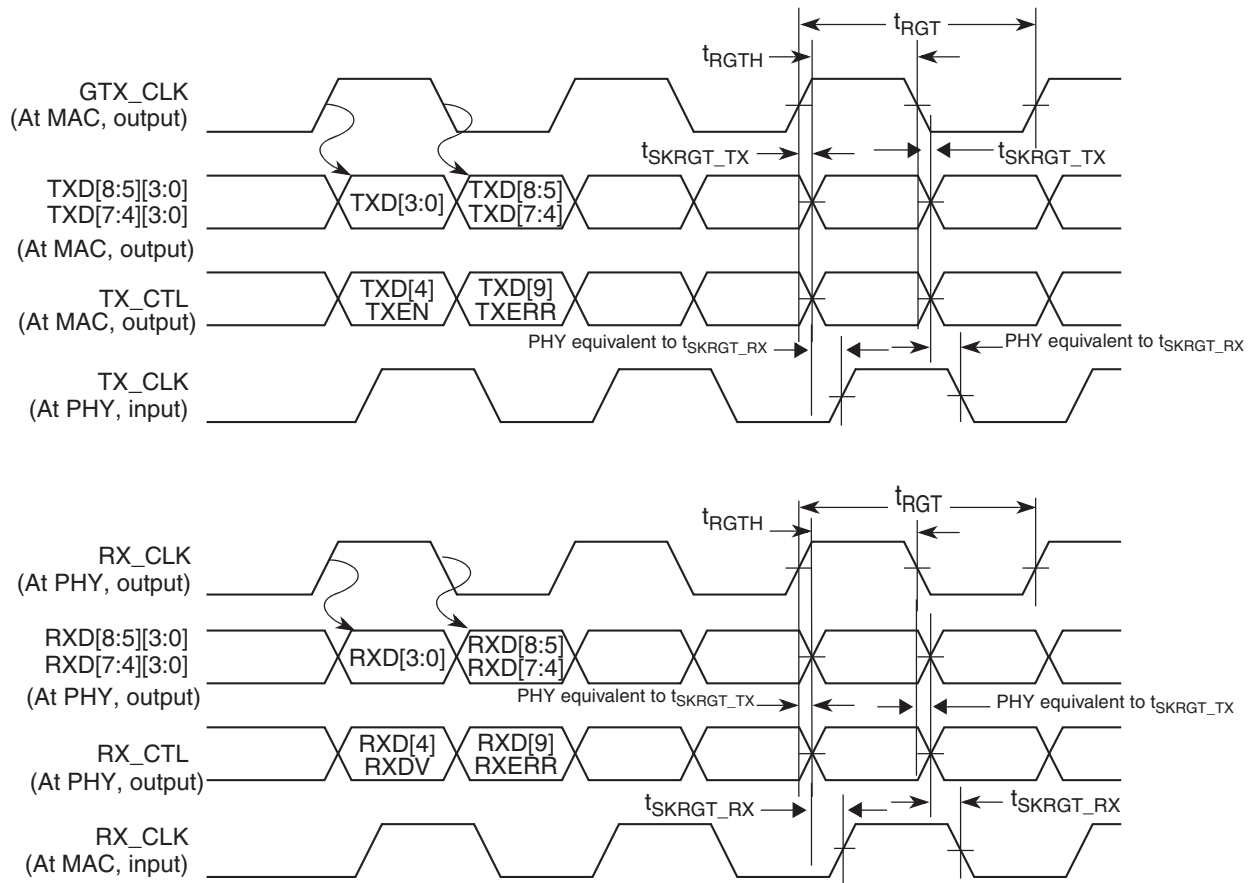 tRGT
tRGTH
GTX_CLK
(At MAC, output)
tSKRGT_TX
tSKRGT_TX
TXD[8:5][3:0]
TXD[7:4][3:0]
(At MAC, output)
TXD[3:0]
TXD[8:5]
TXD[7:4]
TX_CTL
(At MAC, output)
TXD[4]
TXEN
TXD[9]
TXERR
PHY equivalent to tSKRGT_RX
PHY equivalent to tSKRGT_RX
TX_CLK
(At PHY, input)
tRGT
tRGTH
RX_CLK
(At PHY, output)
RXD[8:5][3:0]
RXD[7:4][3:0]
(At PHY, output)
RXD[3:0]
RXD[8:5]
RXD[7:4]
PHY equivalent to tSKRGT_TX
PHY equivalent to tSKRGT_TX
RX_CTL
(At PHY, output)
RXD[4]
RXDV
RXD[9]
RXERR
tSKRGT_RX
tSKRGT_RX
RX_CLK
(At MAC, input)